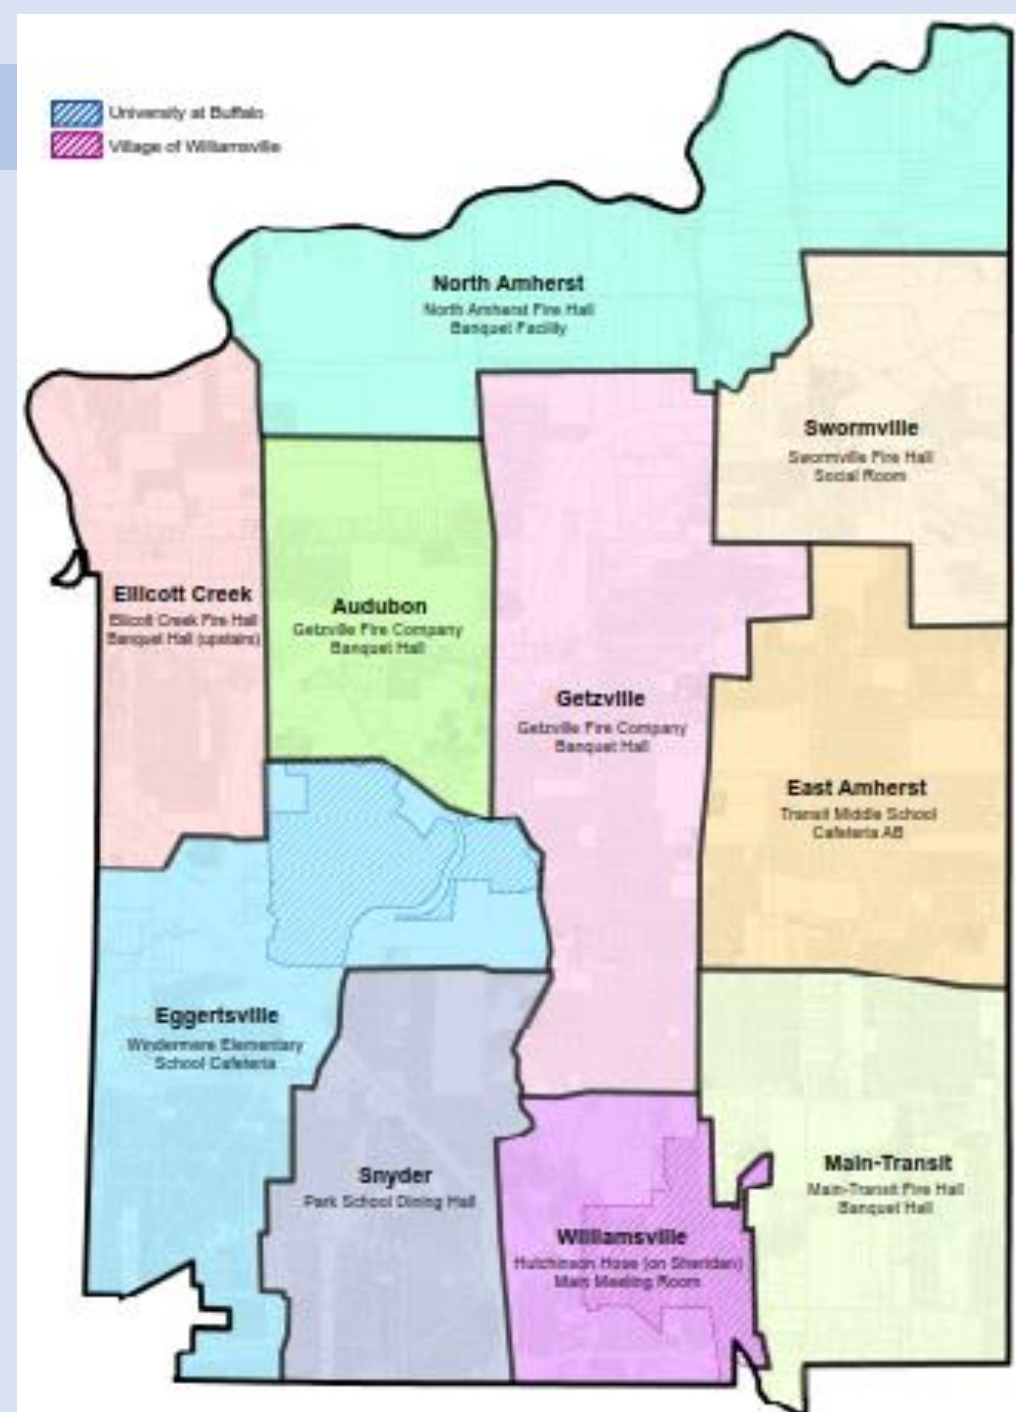 University at Buffalo
Village of Williamsville
North Amherst
North Amherst Fire Hall
Banquet Facility
Swormville
Swormville Fire Hall
Social Room
Ellicott Creek
Ellicott Creek Fire Hall
Banquet Hall (upstairs)
Audubon
Getzville Fire Company
Banquet Hall
Getzville
Getzville Fire Company
Banquet Hall
East Amherst
Transit Middle School
Cafeteria AB
Eggertsville
Windermere Elementary
School Cafeteria
Snyder
Park School Dining Hall
Main-Transit
Main-Transit Fire Hall
Banquet Hall
Williamsville
Hutchinson Hose (on Sheridan)
Main Meeting Room